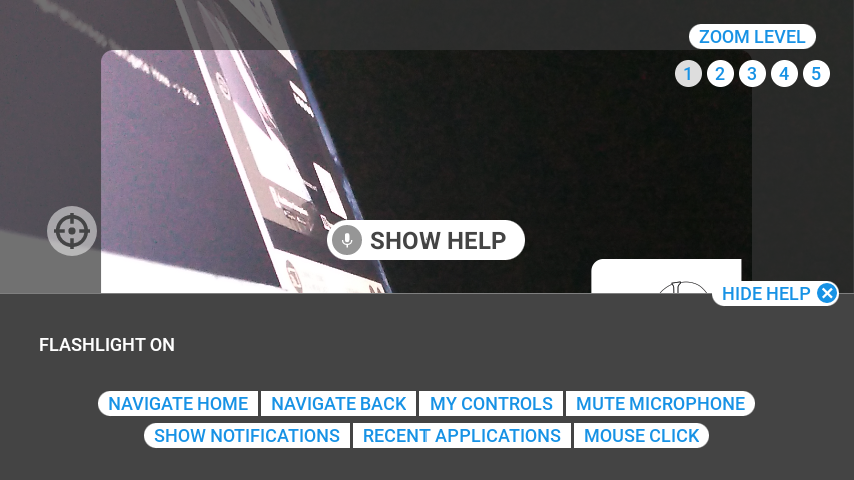 ZOOM LEVEL
1 2 3 4 5
SHOW HELP
HIDE HELP
FLASHLIGHT ON
NAVIGATE HOME NAVIGATE BACK MY CONTROLS MUTE MICROPHONE
SHOW NOTIFICATIONS RECENT APPLICATIONS MOUSE CLICK